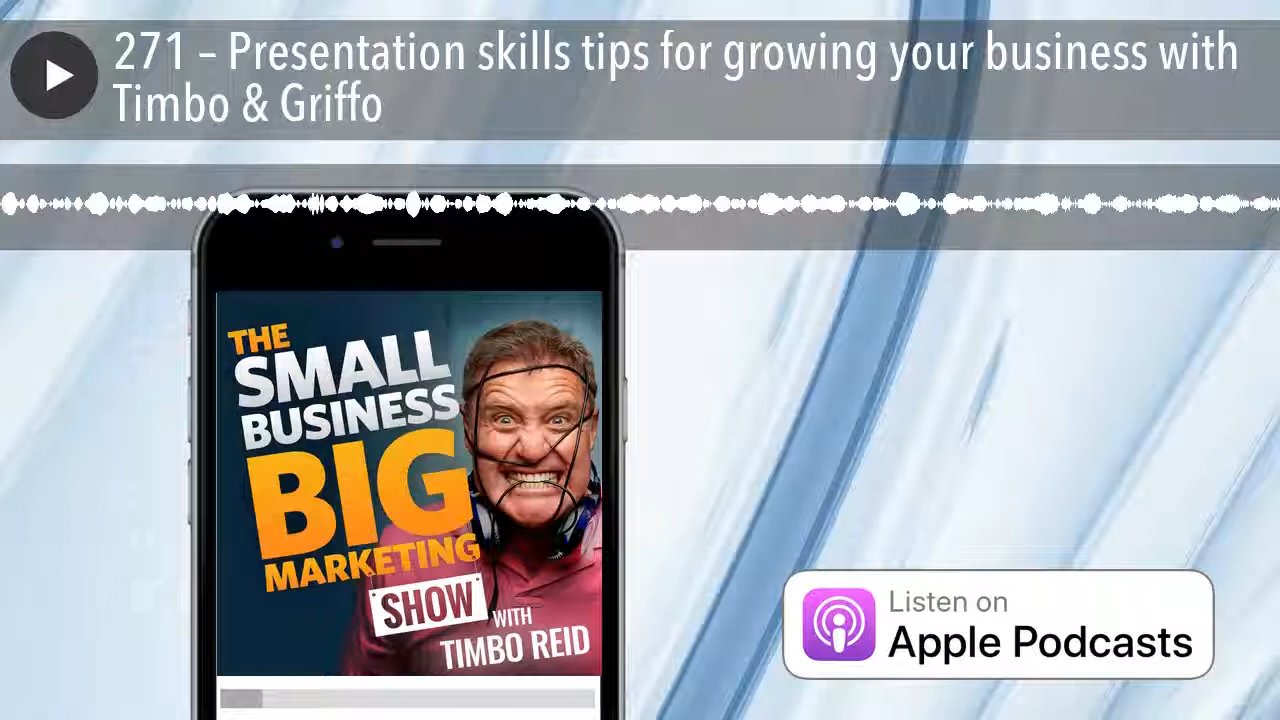 271 – Presentation skills tips for growing your business with
Timbo & Griffo
THE
SMALL
BUSINESS
BIG
MARKETING
SHOW
WITH
TIMBO REID
Listen on
Apple Podcasts